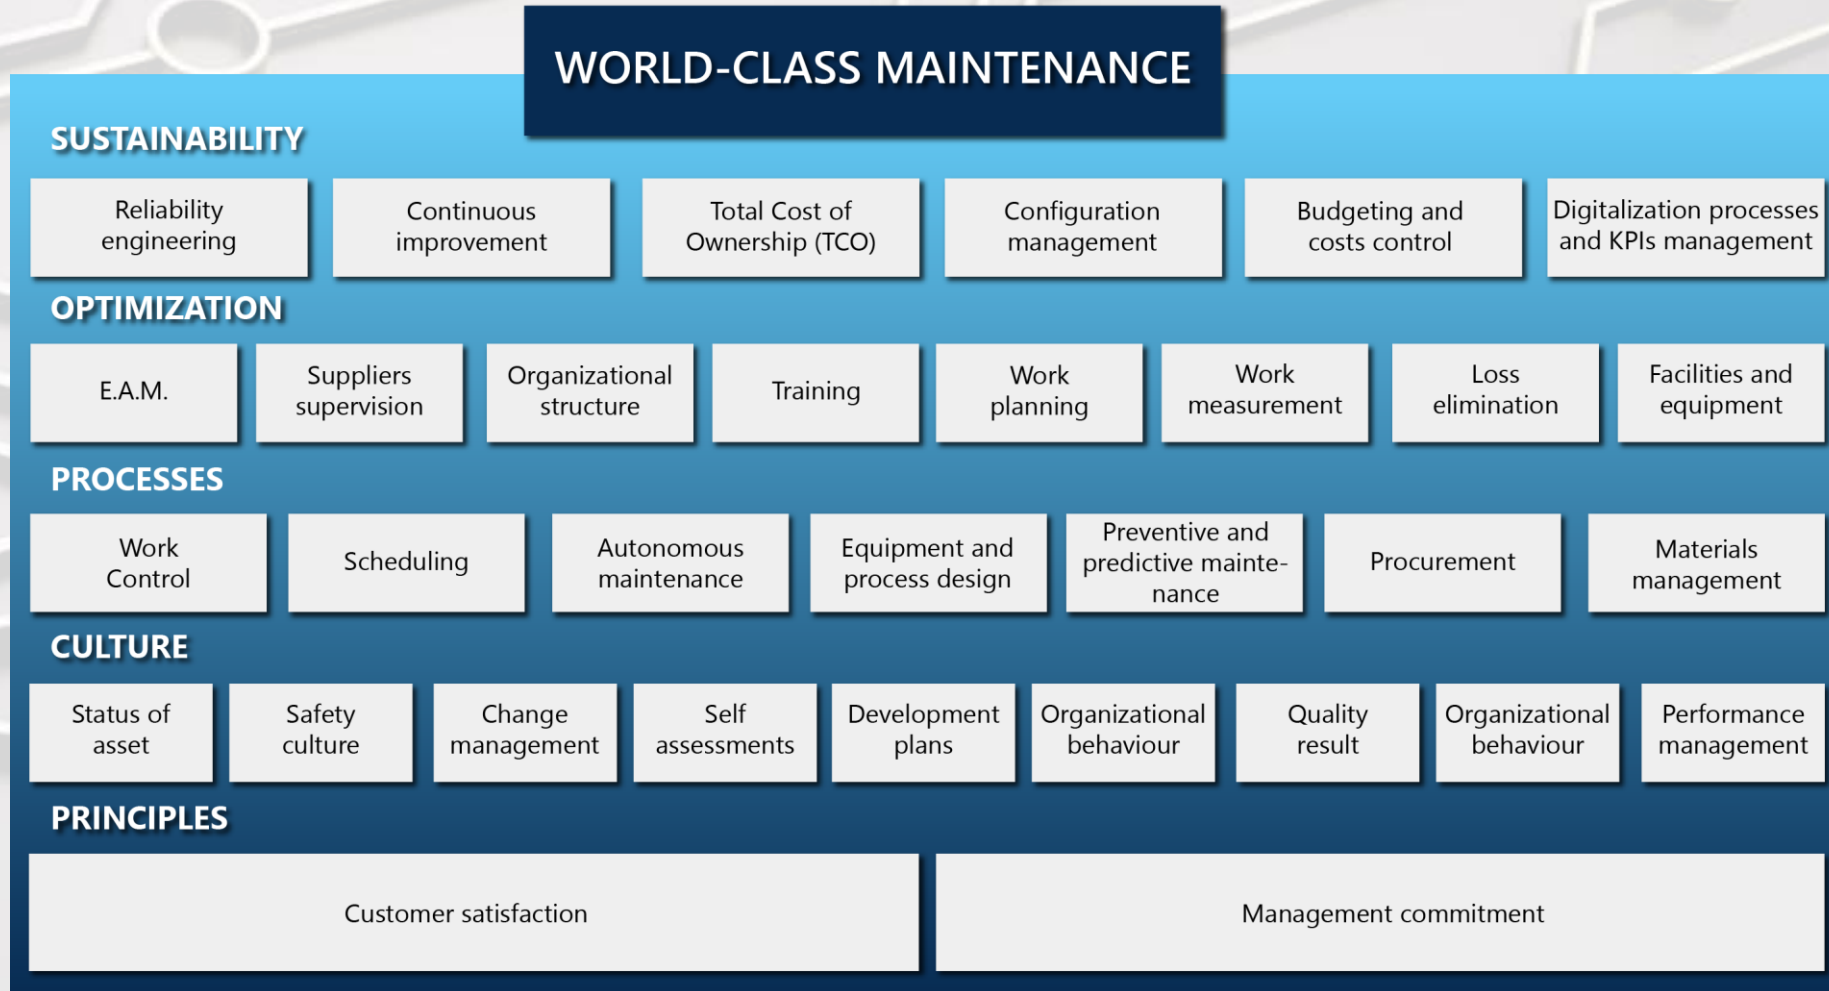 WORLD-CLASS MAINTENANCE
SUSTAINABILITY
Reliability
engineering
Continuous
improvement
Total Cost of
Ownership (TCO)
Configuration
management
Budgeting and
costs control
Digitalization processes
and KPIs management
OPTIMIZATION
E.A.M.
Suppliers
supervision
Organizational
structure
Training
Work
planning
Work
measurement
Loss
elimination
Facilities and
equipment
PROCESSES
Work
Control
Scheduling
Autonomous
maintenance
Equipment and
process design
Preventive and
predictive mainte-
nance
Procurement
Materials
management
CULTURE
Status of
asset
Safety
culture
Change
management
Self
assessments
Development
plans
Organizational
behaviour
Quality
result
Organizational
behaviour
Performance
management
PRINCIPLES
Customer satisfaction
Management commitment